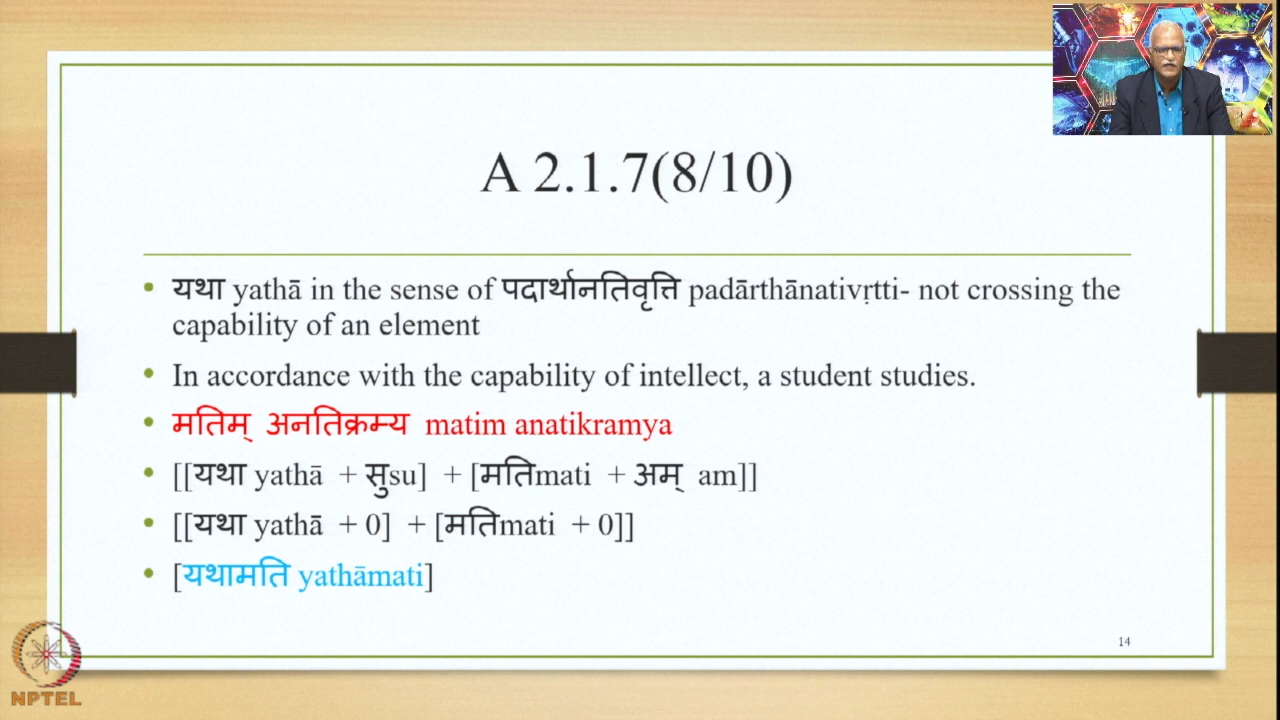 A 2.1.7(8/10)
यथा yathā in the sense of पदार्थानतिवृत्ति padārthānativṛtti- not crossing the
capability of an element
In accordance with the capability of intellect, a student studies.
मतिम् अनतिक्रम्य matim anatikramya
[[यथा yathā + सुsu] + [मतिmati + अम् am]]
[[यथा yathā + 0] + [मतिmati + 0]]
[यथामति yathāmati]
14
NPTEL